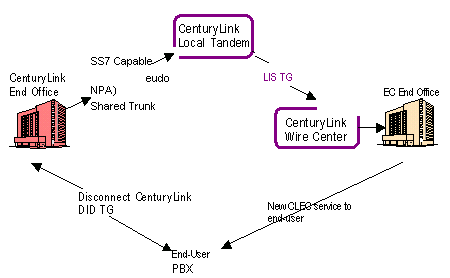 CenturyLink
Local Tandem
SS7 Capable
eudo
NPA)
Shared Trunk
CenturyLink
End Office
LIS TG
EC End Office
CenturyLink
Wire Center
Disconnect CenturyLink
DID TG
New CLEC service to
end-user
End-User
PBX